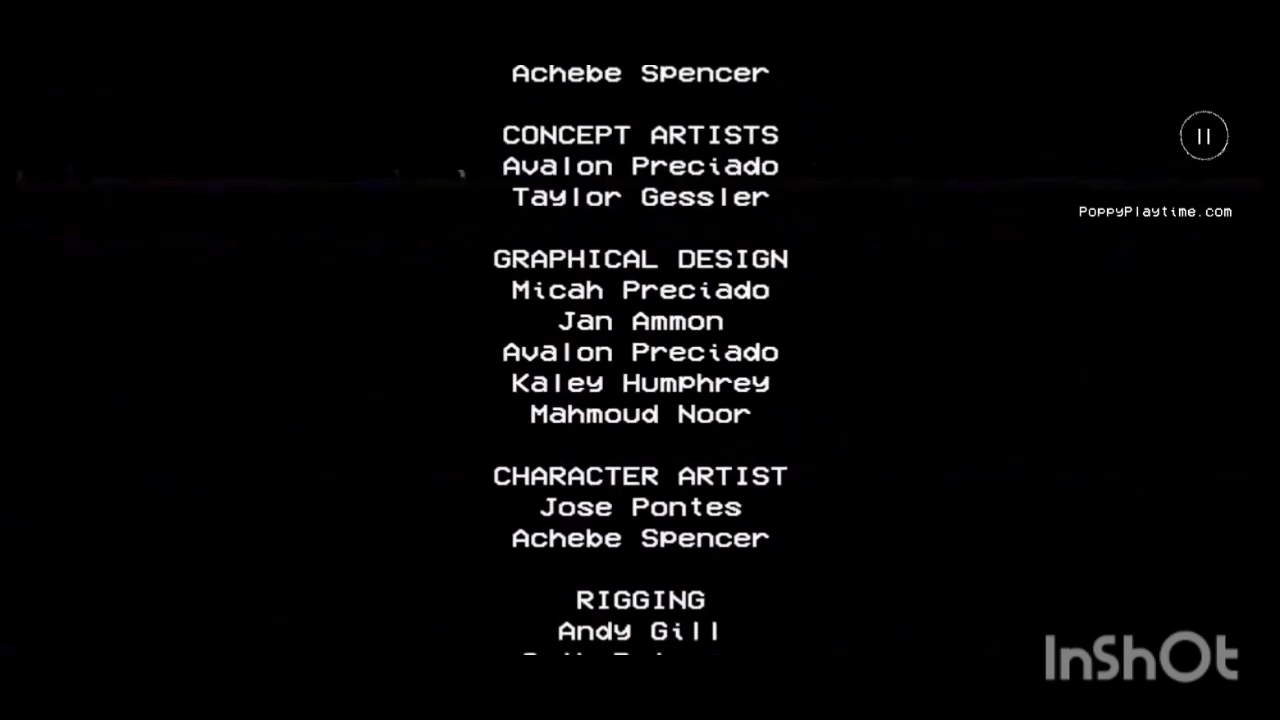 Achebe Spencer
CONCEPT ARTISTS
Avalon Preciado
Taylor Gessler
PoppyPlaytime.com
GRAPHICAL DESIGN
Micah Preciado
Jan Ammon
Avalon Preciado
Kaley Humphrey
Mahmoud Noor
CHARACTER ARTIST
Jose Pontes
Achebe Spencer
RIGGING
Andy Gill
InShOt